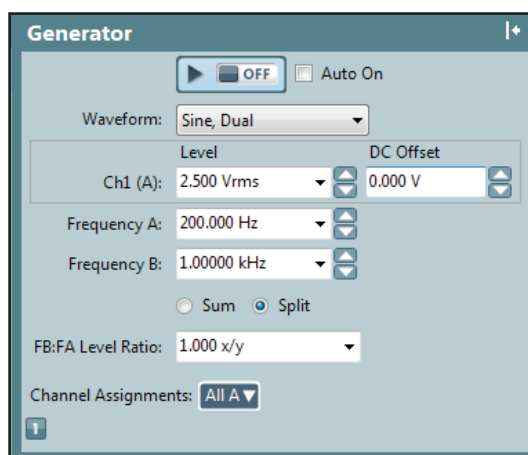 Generator
OFF Auto On
Waveform: Sine, Dual
Level DC Offset
Ch1 (A): 2.500 Vrms 0.000 V
Frequency A: 200.000 Hz
Frequency B: 1.00000 kHz
Sum Split
FB:FA Level Ratio: 1.000 x/y
Channel Assignments: All A
1